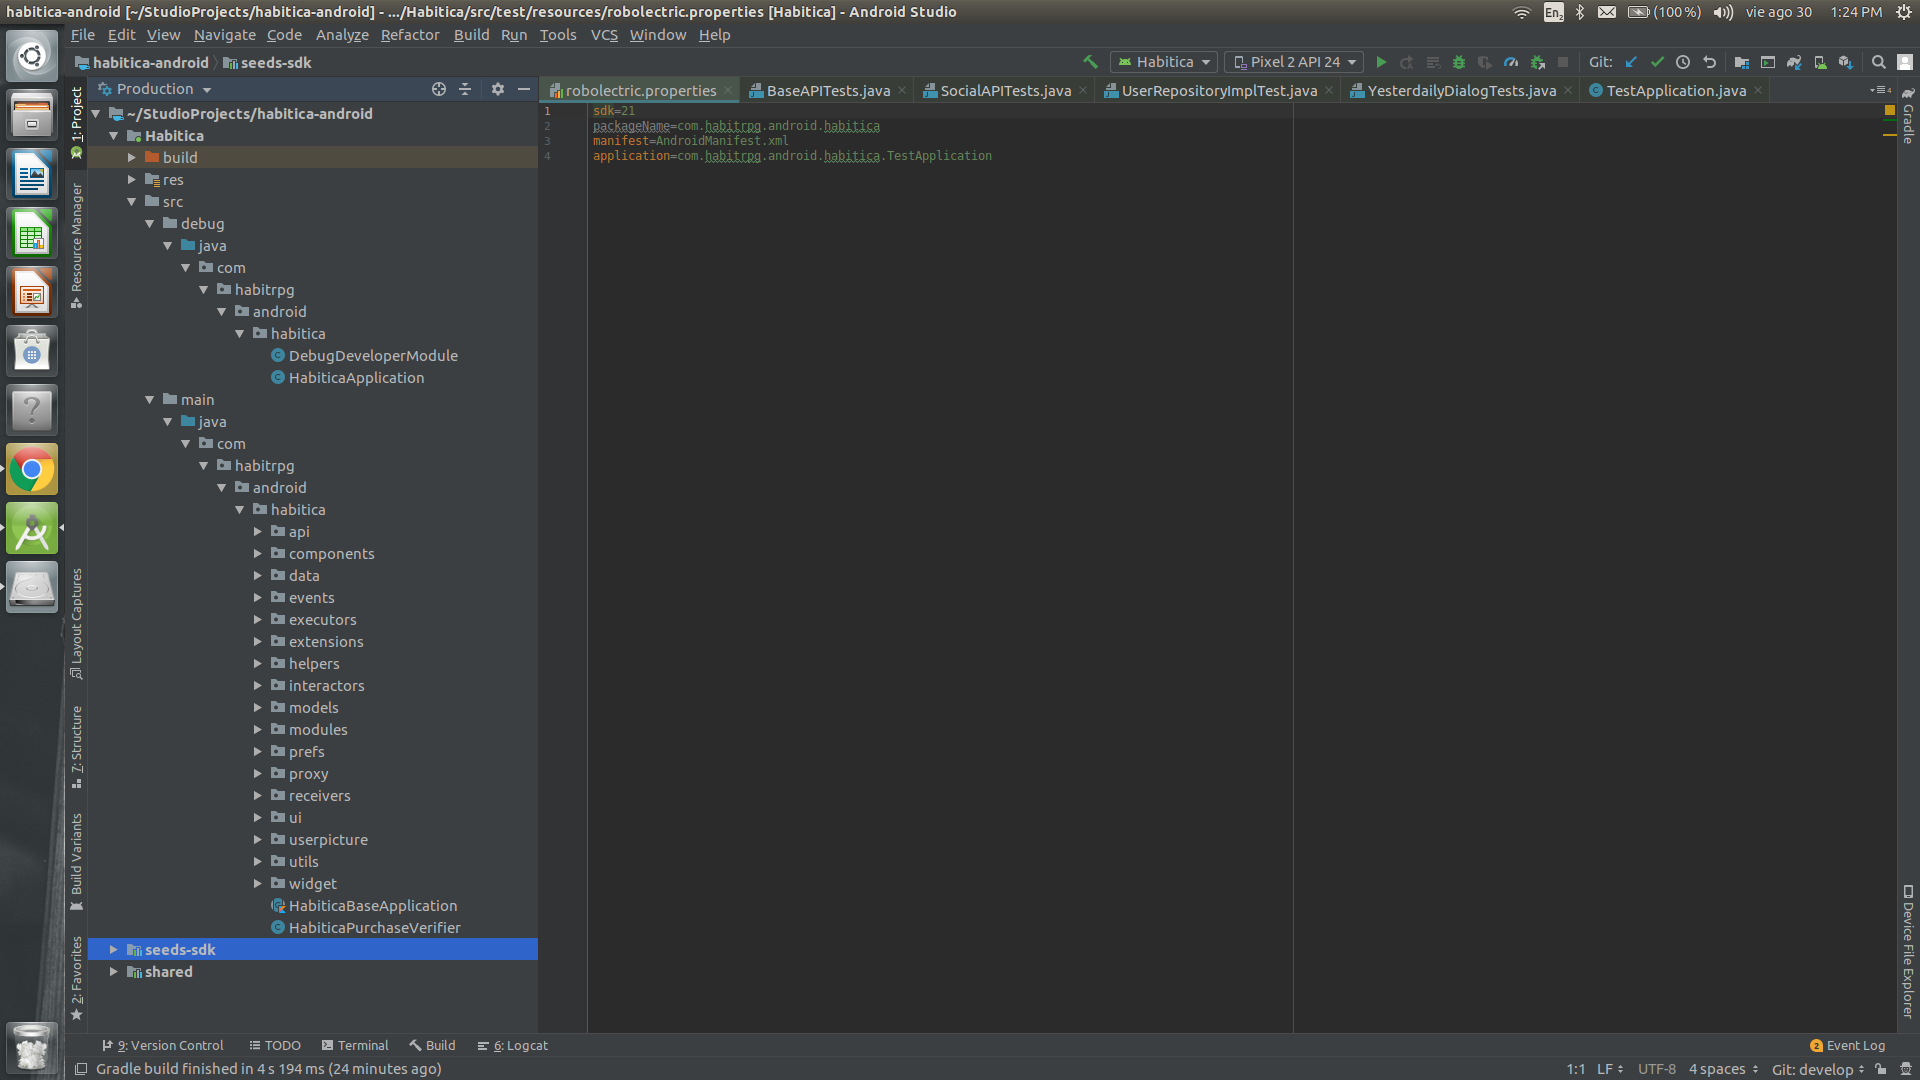 habitica-android [~/StudioProjects/habitica-android] - .../Habitica/src/test/resources/robolectric.properties [Habitica] - Android Studio
En2 (100%) vie ago 30 1:24 PM
File Edit View Navigate Code Analyze Refactor Build Run Tools VCS Window Help
habitica-android seeds-sdk
Habitica Pixel 2 API 24 Git:
Production
robolectric.properties BaseAPITests.java SocialAPITests.java UserRepositoryImplTest.java YesterdailyDialogTests.java TestApplication.java 4
1: Project
Resource Manager
Layout Captures
7: Structure
Build Variants
2: Favorites
~/StudioProjects/habitica-android
Habitica
build
res
src
debug
java
com
habitrpg
android
habitica
DebugDeveloperModule
HabiticaApplication
main
java
com
habitrpg
android
habitica
api
components
data
events
executors
extensions
helpers
interactors
models
modules
prefs
proxy
receivers
ui
userpicture
utils
widget
HabiticaBaseApplication
HabiticaPurchaseVerifier
seeds-sdk
shared
1 sdk=21
2 packageName=com.habitrpg.android.habitica
3 manifest=AndroidManifest.xml
4 application=com.habitrpg.android.habitica.TestApplication
Gradle
Device File Explorer
9: Version Control TODO Terminal Build 6: Logcat 2 Event Log
Gradle build finished in 4 s 194 ms (24 minutes ago) 1:1 LF UTF-8 4 spaces Git: develop